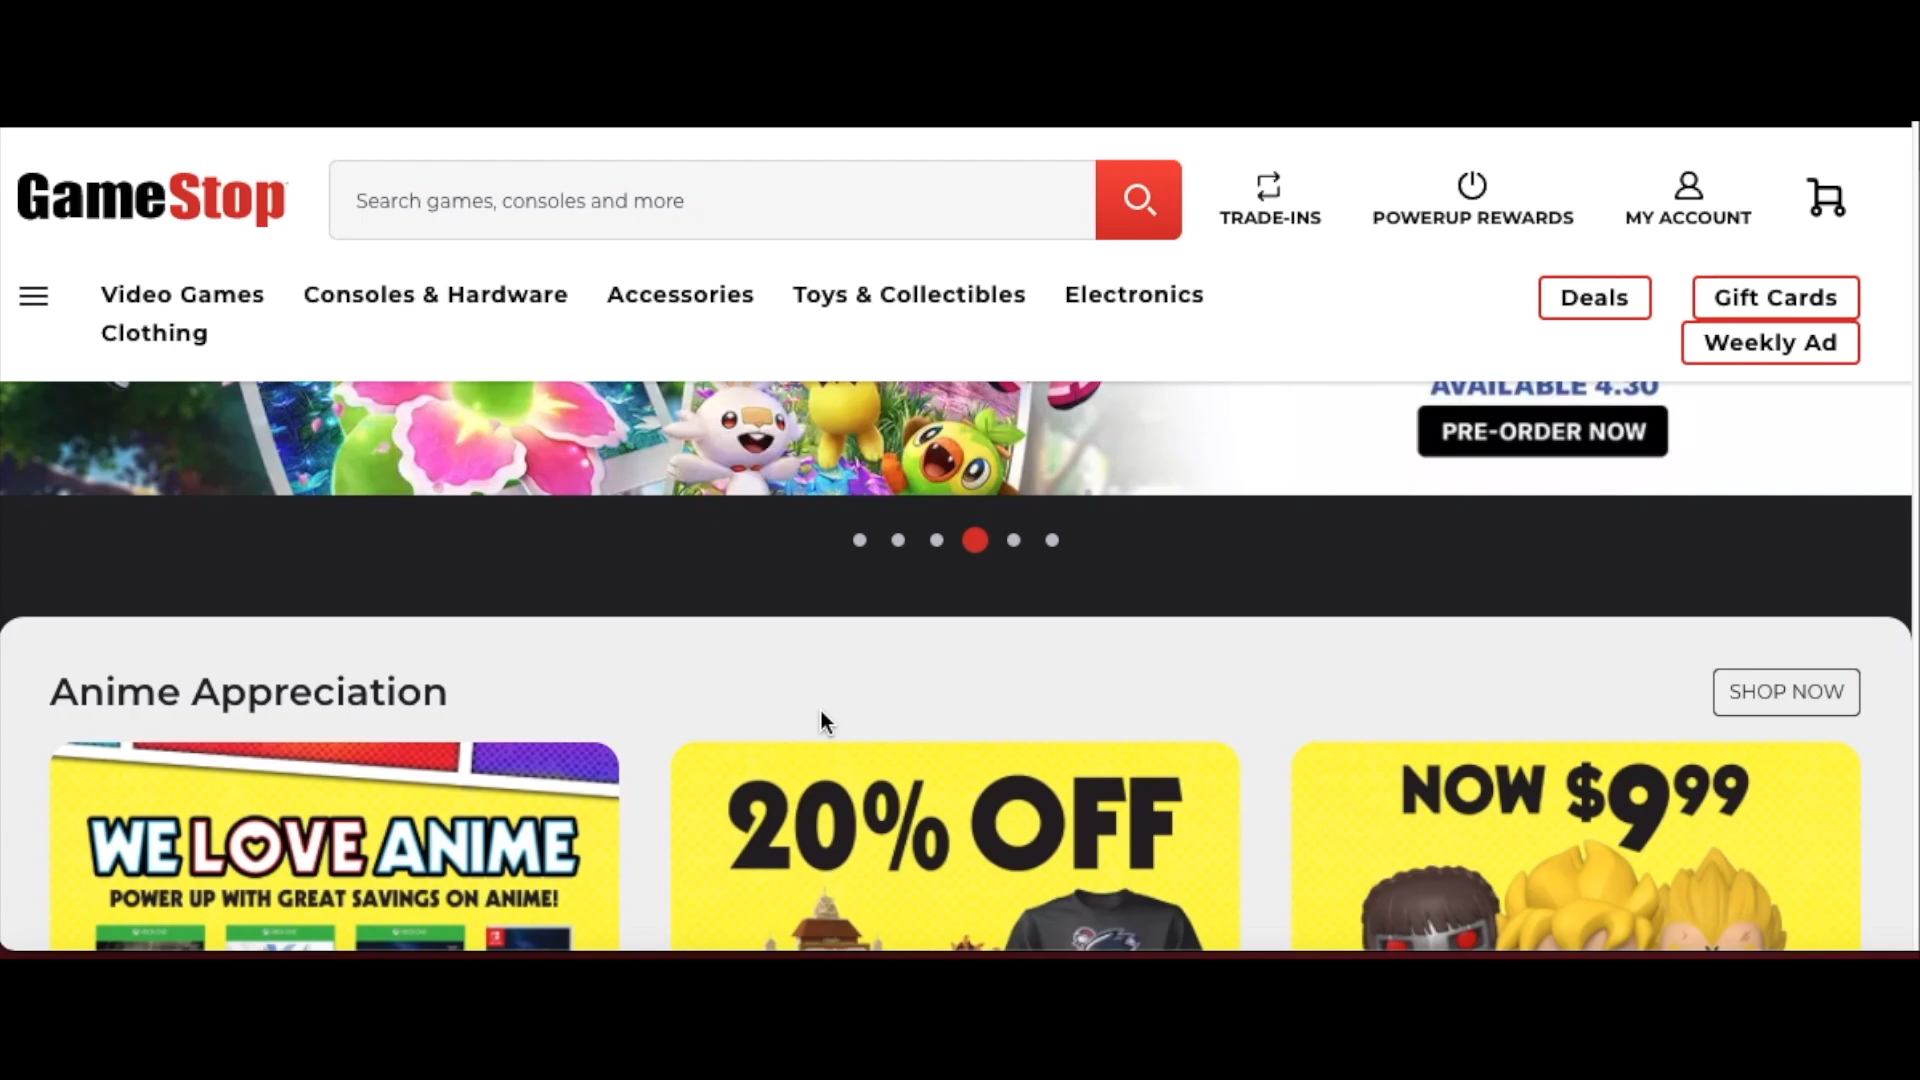 GameStop
Search games, consoles and more
TRADE-INS
POWERUP REWARDS
MY ACCOUNT
Video Games
Consoles & Hardware
Accessories
Toys & Collectibles
Electronics
Clothing
Deals
Gift Cards
Weekly Ad
AVAILABLE 4.30
PRE-ORDER NOW
Anime Appreciation
SHOP NOW
WE LOVE ANIME
POWER UP WITH GREAT SAVINGS ON ANIME!
20% OFF
NOW $9.99